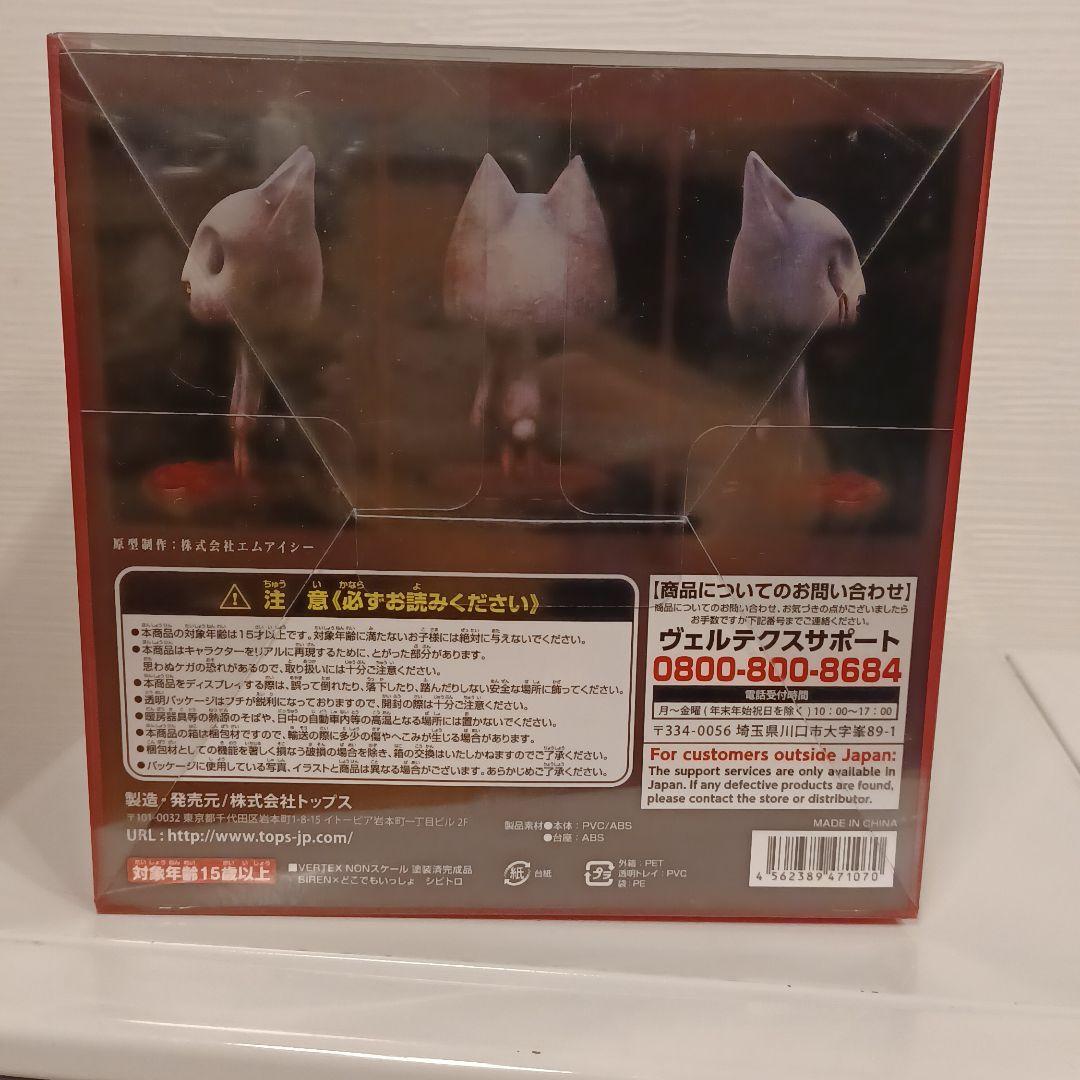 原型制作：株式会社エムアイシー
⚠ 注意《必ずお読みください》
●本商品の対象年齢は15才以上です。対象年齢に満たないお子様には絶対に与えないでください。
●本商品はキャラクターをリアルに再現するために、とがった部分があります。
思わぬケガの恐れがあるので、取り扱いには十分ご注意ください。
●本商品をディスプレイする際は、誤って倒れたり、落下したり、踏んだりしない安全な場所に飾ってください。
●透明パッケージはフチが鋭利になっておりますので、開封の際は十分ご注意ください。
●暖房器具等の熱源のそばや、日中の自動車内等の高温となる場所には置かないでください。
●本商品の箱は梱包材ですので、輸送の際に多少の傷やへこみが生じる場合があります。
●梱包材としての機能を著しく損なう破損の場合を除き、箱の交換はいたしかねますのでご了承ください。
●パッケージに使用している写真、イラストと商品は異なる場合がございます。あらかじめご了承ください。
製造・発売元/株式会社トップス
〒101-0032 東京都千代田区岩本町1-8-15 イトーピア岩本町一丁目ビル 2F
URL：http://www.tops-jp.com/
対象年齢15歳以上
■VERTEX NONスケール 塗装済完成品
SIREN×どこでもいっしょ シビトロ
製品素材●本体：PVC/ABS
●台座：ABS
紙 台紙
プラ 外箱：PET
透明トレイ：PVC
袋：PE
【商品についてのお問い合わせ】
商品についてのお問い合わせ、お気づきの点がございましたら
お手数ですが下記番号までご連絡ください。
ヴェルテクスサポート
0800-800-8684
電話受付時間
月〜金曜(年末年始祝日を除く)10：00〜17：00
〒334-0056 埼玉県川口市大字峯89-1
For customers outside Japan:
The support services are only available in
Japan. If any defective products are found,
please contact the store or distributor.
MADE IN CHINA
4 562389 471070